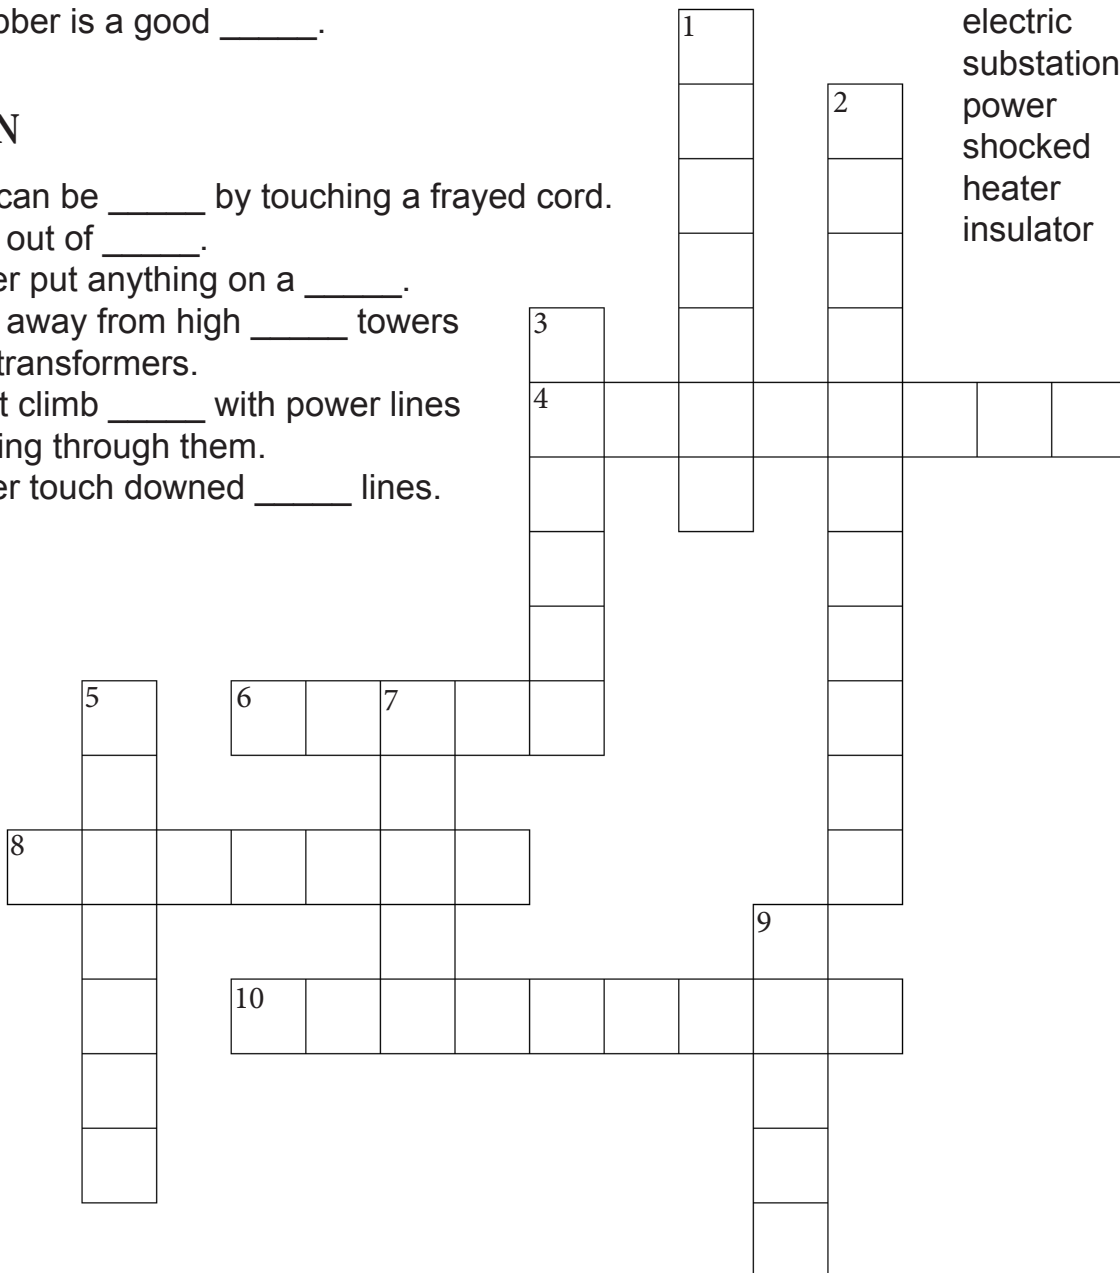 ober is a good _____.
N
can be _____ by touching a frayed cord.
out of _____.
er put anything on a _____.
away from high _____ towers
transformers.
t climb _____ with power lines
ing through them.
er touch downed _____ lines.
electric
substation
power
shocked
heater
insulator
1
2
3
4
5
6
7
8
9
10